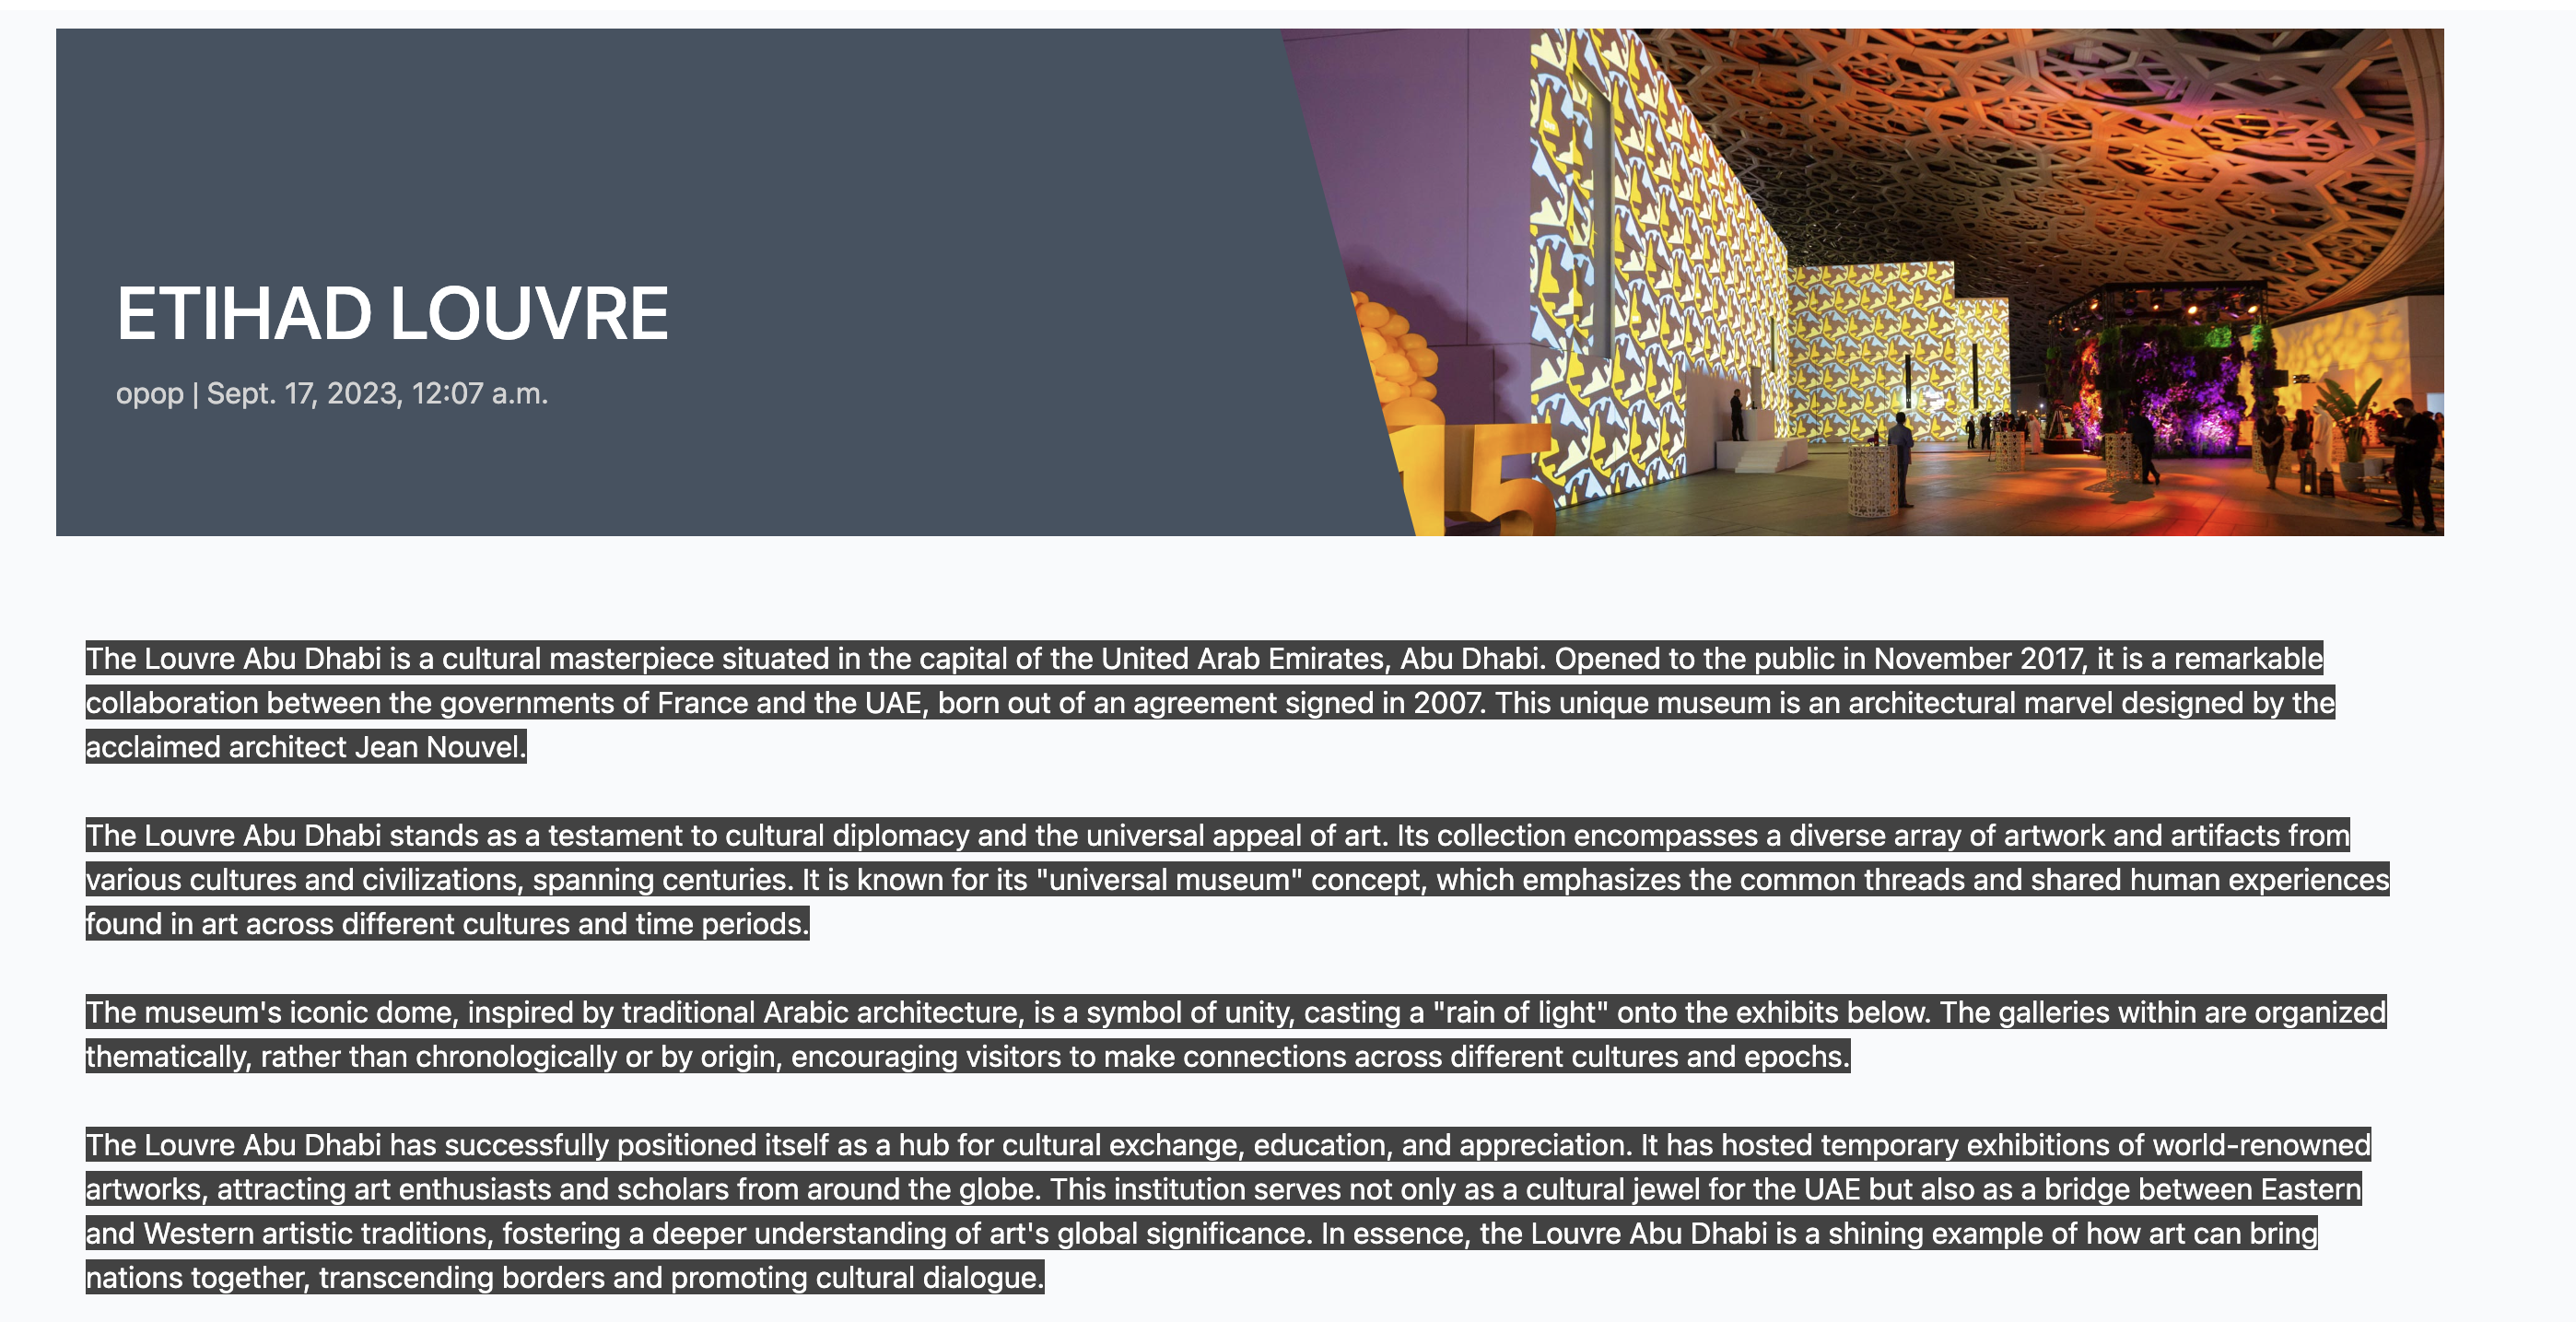 ETIHAD LOUVRE
opop | Sept. 17, 2023, 12:07 a.m.
15
The Louvre Abu Dhabi is a cultural masterpiece situated in the capital of the United Arab Emirates, Abu Dhabi. Opened to the public in November 2017, it is a remarkable
collaboration between the governments of France and the UAE, born out of an agreement signed in 2007. This unique museum is an architectural marvel designed by the
acclaimed architect Jean Nouvel.
The Louvre Abu Dhabi stands as a testament to cultural diplomacy and the universal appeal of art. Its collection encompasses a diverse array of artwork and artifacts from
various cultures and civilizations, spanning centuries. It is known for its "universal museum" concept, which emphasizes the common threads and shared human experiences
found in art across different cultures and time periods.
The museum's iconic dome, inspired by traditional Arabic architecture, is a symbol of unity, casting a "rain of light" onto the exhibits below. The galleries within are organized
thematically, rather than chronologically or by origin, encouraging visitors to make connections across different cultures and epochs.
The Louvre Abu Dhabi has successfully positioned itself as a hub for cultural exchange, education, and appreciation. It has hosted temporary exhibitions of world-renowned
artworks, attracting art enthusiasts and scholars from around the globe. This institution serves not only as a cultural jewel for the UAE but also as a bridge between Eastern
and Western artistic traditions, fostering a deeper understanding of art's global significance. In essence, the Louvre Abu Dhabi is a shining example of how art can bring
nations together, transcending borders and promoting cultural dialogue.